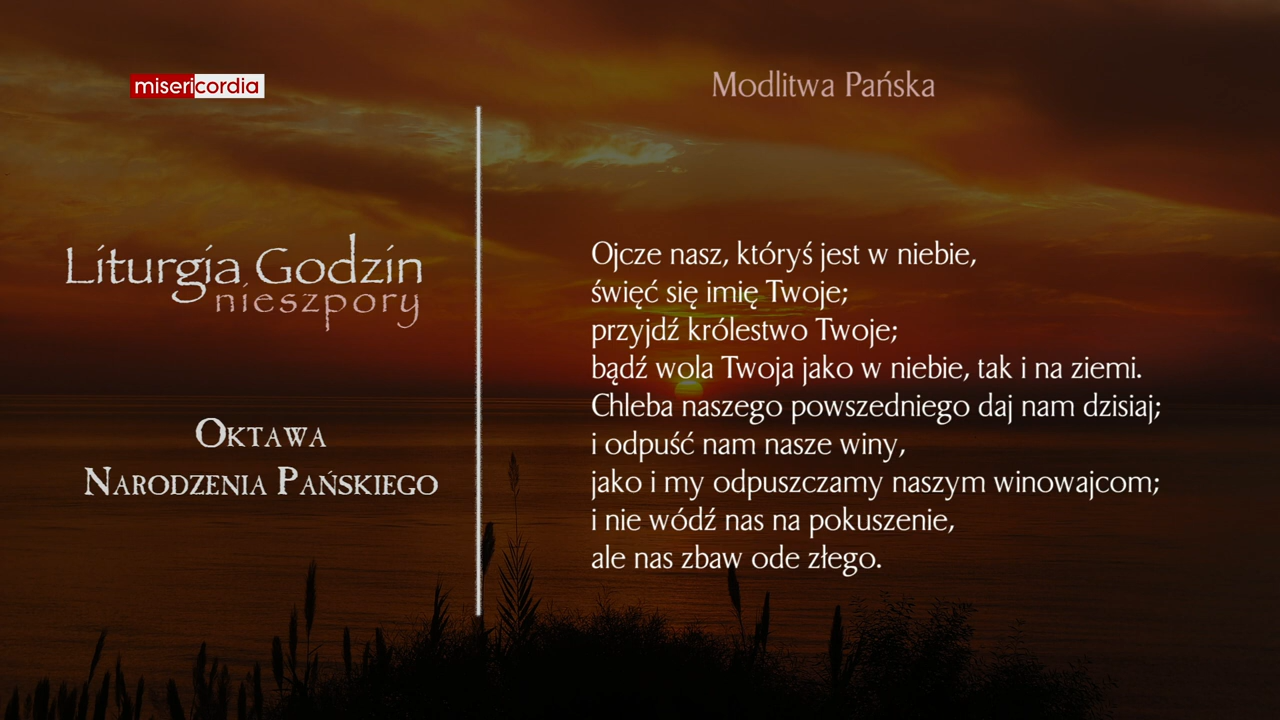 misericordia
Liturgia Godzin
nieszpory
Oktawa
Narodzenia Pańskiego
Modlitwa Pańska
Ojcze nasz, któryś jest w niebie,
święć się imię Twoje;
przyjdź królestwo Twoje;
bądź wola Twoja jako w niebie, tak i na ziemi.
Chleba naszego powszedniego daj nam dzisiaj;
i odpuść nam nasze winy,
jako i my odpuszczamy naszym winowajcom;
i nie wódź nas na pokuszenie,
ale nas zbaw ode złego.